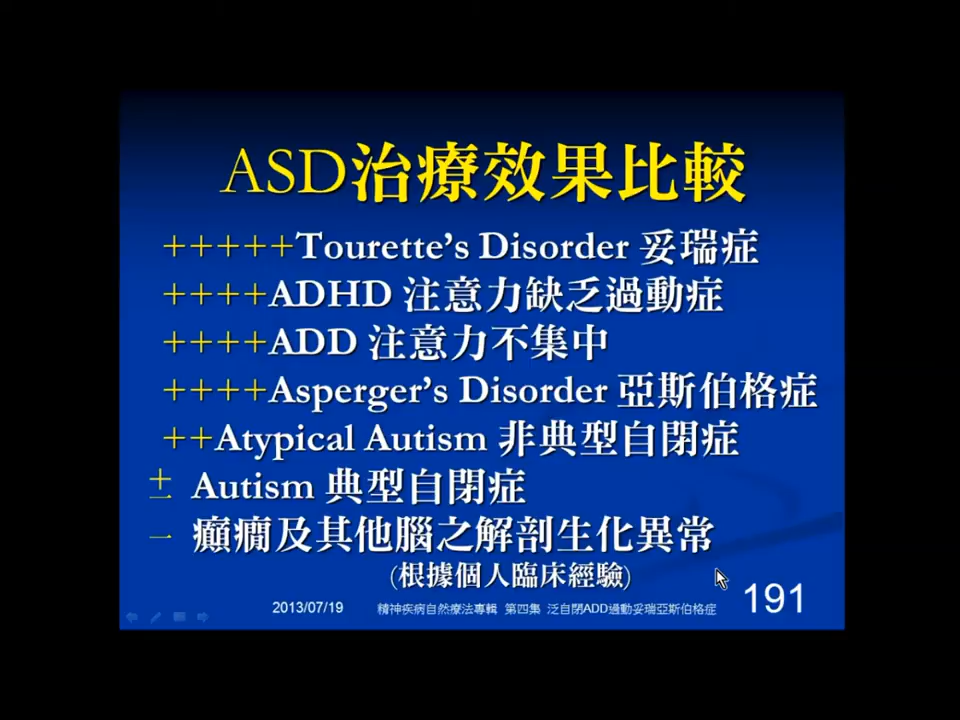 ASD治療效果比較
+++++Tourette's Disorder 妥瑞症
++++ADHD 注意力缺乏過動症
++++ADD 注意力不集中
++++Asperger's Disorder 亞斯伯格症
++Atypical Autism 非典型自閉症
± Autism 典型自閉症
－ 癲癇及其他腦之解剖生化異常
(根據個人臨床經驗)
2013/07/19 精神疾病自然療法專輯 第四集 泛自閉ADD過動妥瑞亞斯伯格症 191